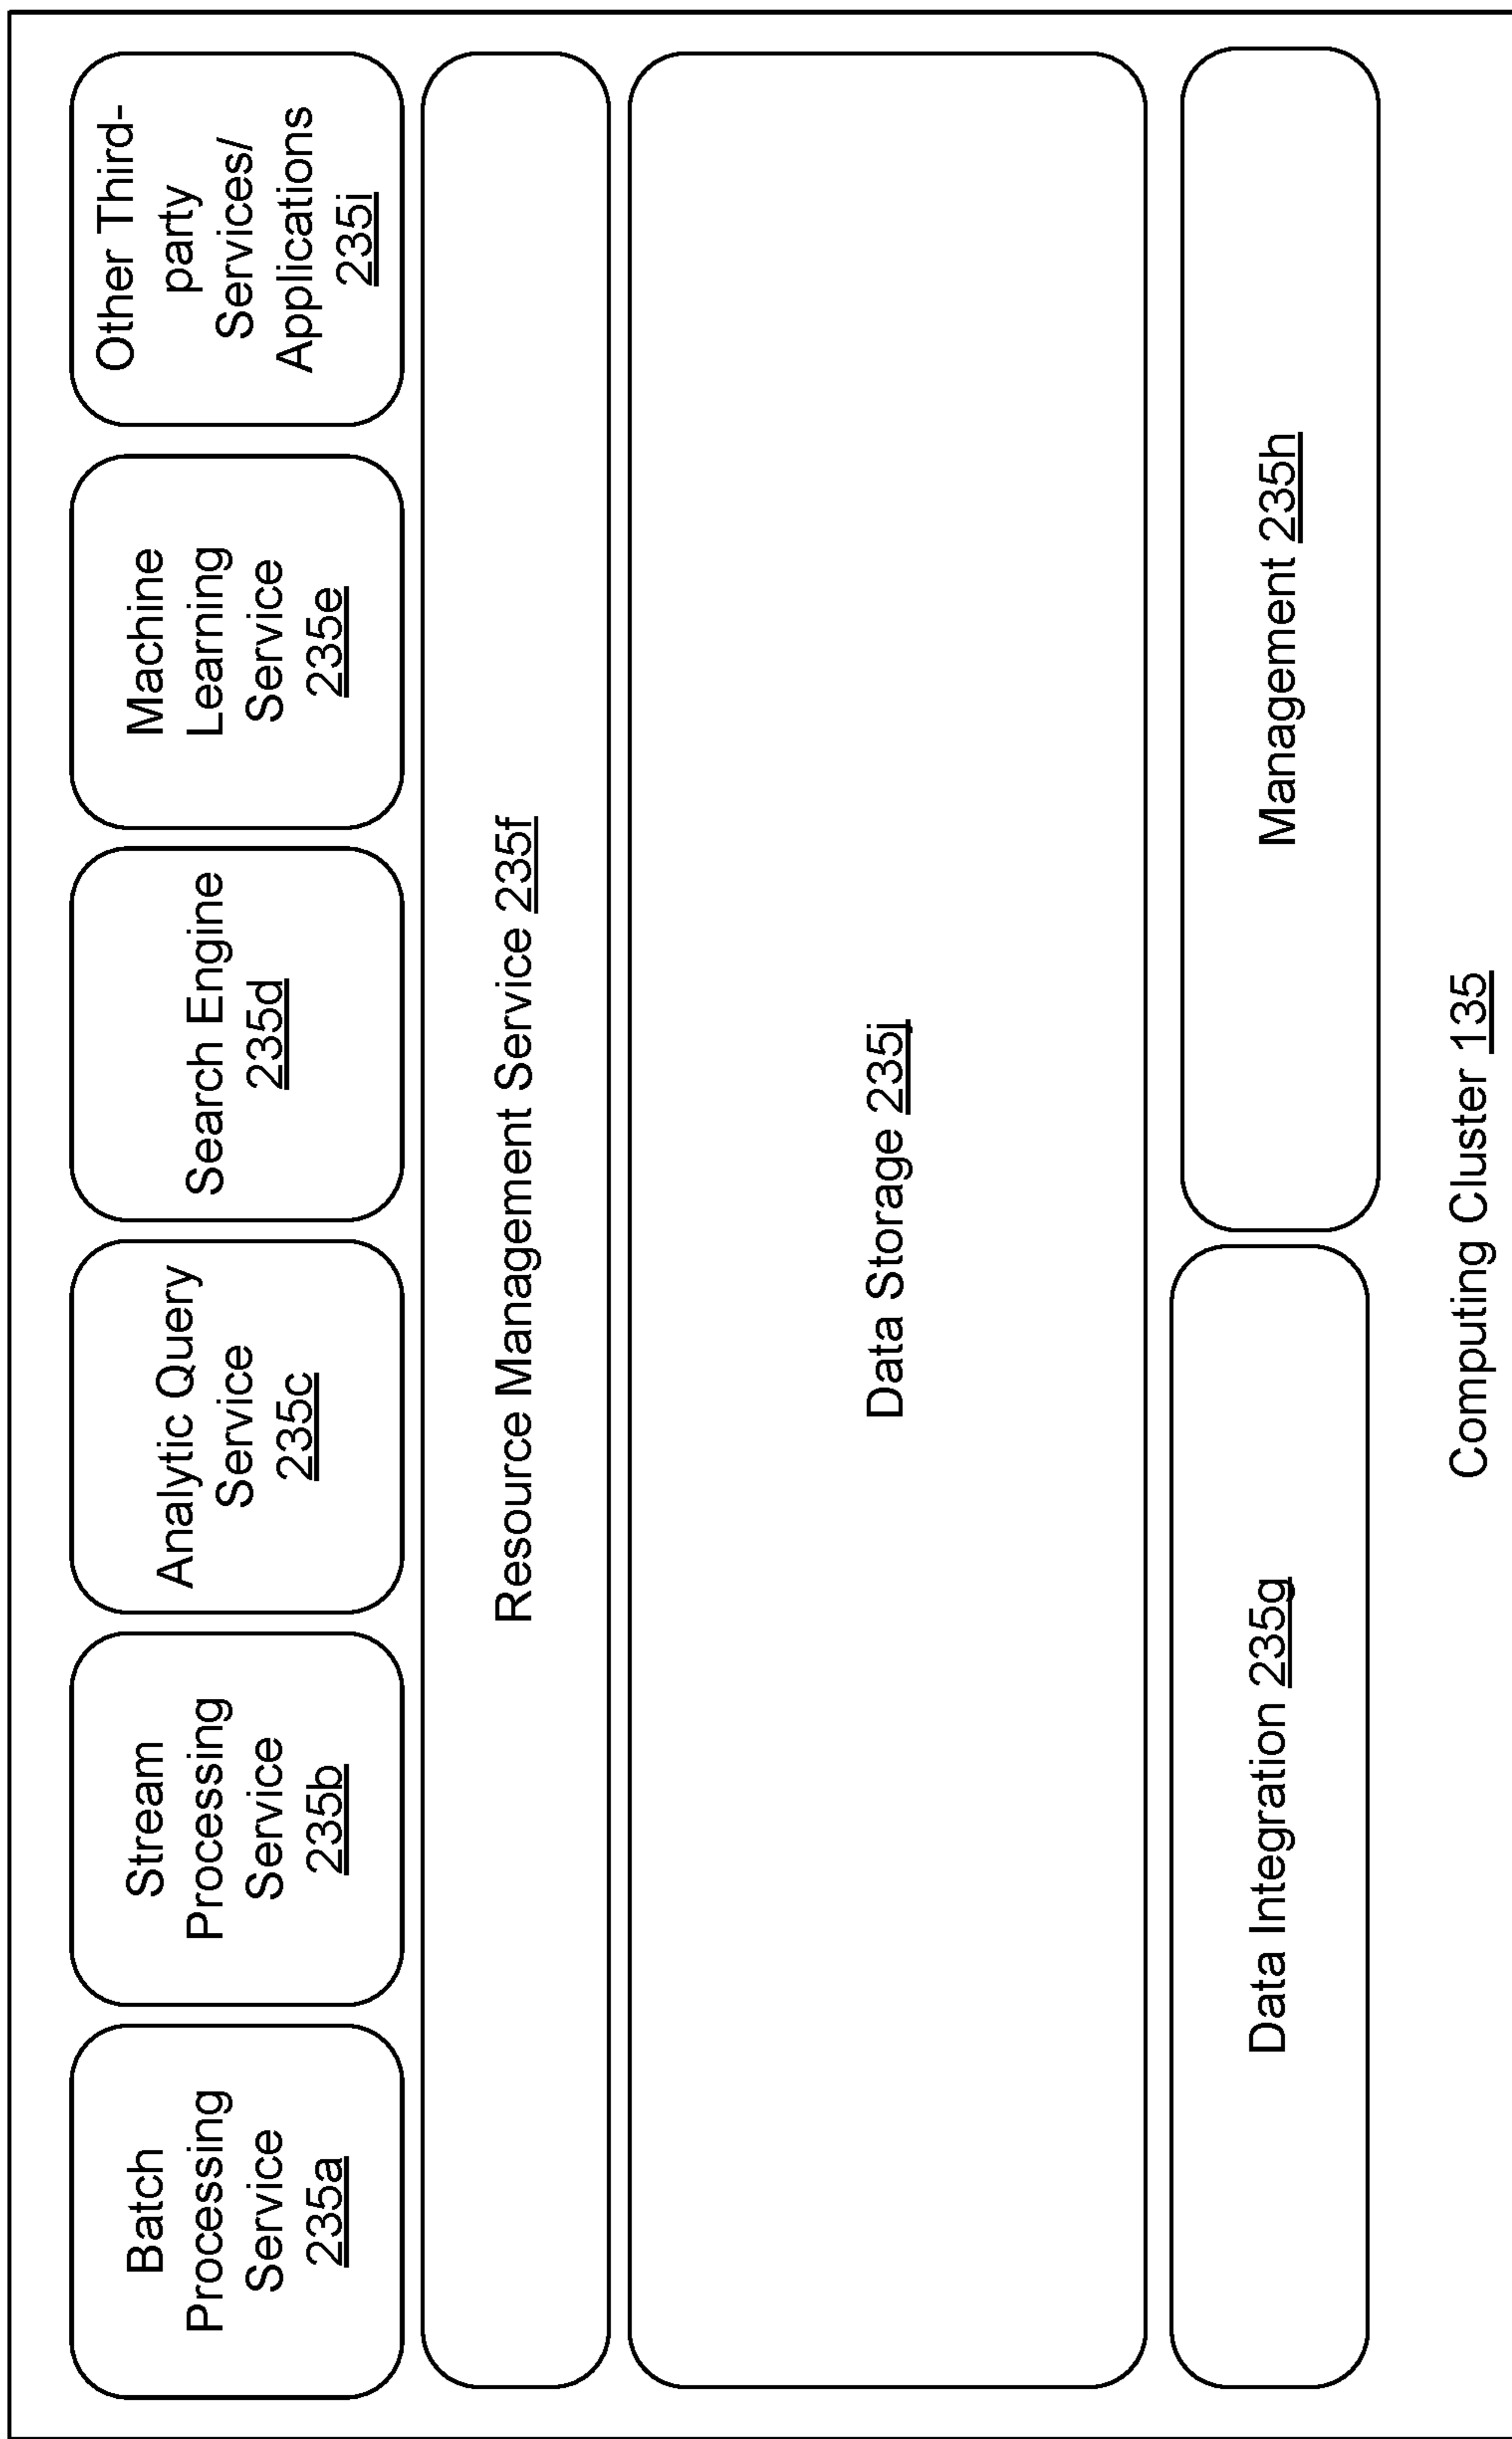 Batch
Processing
Service
235a
Stream
Processing
Service
235b
Analytic Query
Service
235c
Search Engine
235d
Machine
Learning
Service
235e
Other Third-
party
Services/
Applications
235i
Resource Management Service 235f
Data Storage 235j
Data Integration 235g
Management 235h
Computing Cluster 135